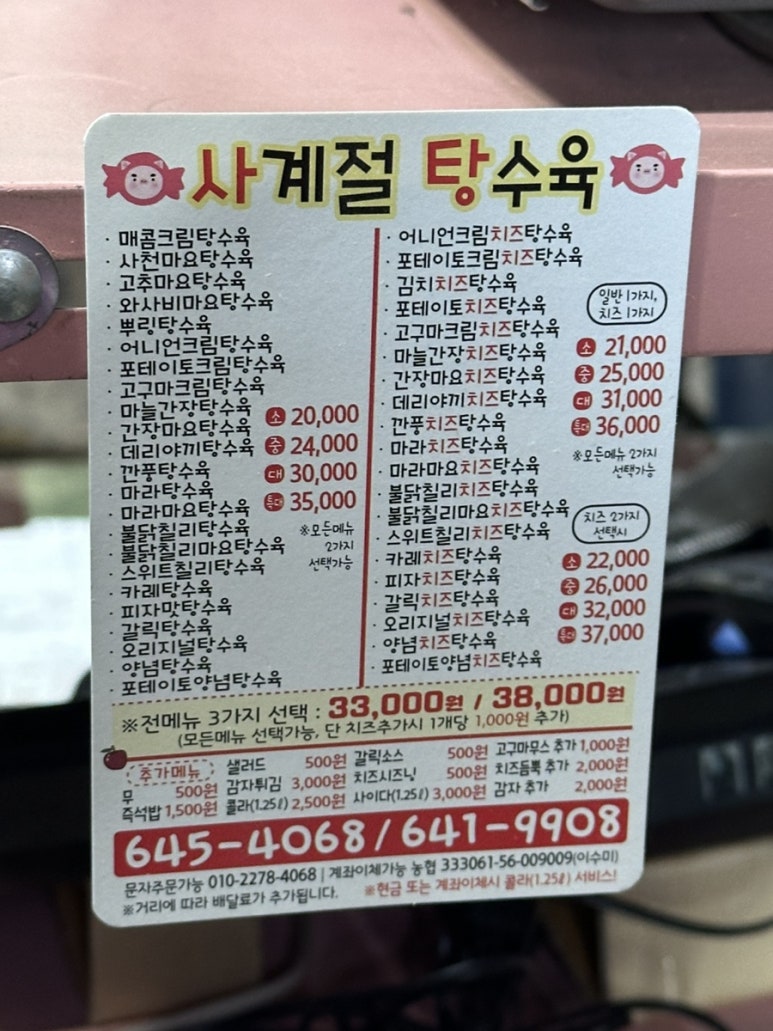 사계절 탕수육
· 매콤크림탕수육
· 사천마요탕수육
· 고추마요탕수육
· 와사비마요탕수육
· 뿌링탕수육
· 어니언크림탕수육
· 포테이토크림탕수육
· 고구마크림탕수육
· 마늘간장탕수육
· 간장마요탕수육
· 데리야끼탕수육
· 깐풍탕수육
· 마라탕수육
· 마라마요탕수육
· 불닭칠리탕수육
· 불닭칠리마요탕수육
· 스위트칠리탕수육
· 카레탕수육
· 피자맛탕수육
· 갈릭탕수육
· 오리지널탕수육
· 양념탕수육
· 포테이토양념탕수육
소 20,000
중 24,000
대 30,000
특대 35,000
※모든메뉴
2가지
선택가능
· 어니언크림치즈탕수육
· 포테이토크림치즈탕수육
· 김치치즈탕수육
· 포테이토치즈탕수육
· 고구마크림치즈탕수육
· 마늘간장치즈탕수육
· 간장마요치즈탕수육
· 데리야끼치즈탕수육
· 깐풍치즈탕수육
· 마라치즈탕수육
· 마라마요치즈탕수육
· 불닭칠리치즈탕수육
· 불닭칠리마요치즈탕수육
· 스위트칠리치즈탕수육
· 카레치즈탕수육
· 피자치즈탕수육
· 갈릭치즈탕수육
· 오리지널치즈탕수육
· 양념치즈탕수육
· 포테이토양념치즈탕수육
일반 1가지,
치즈 1가지
소 21,000
중 25,000
대 31,000
특대 36,000
※모든메뉴 2가지
선택가능
치즈 2가지
선택시
소 22,000
중 26,000
대 32,000
특대 37,000
※전메뉴 3가지 선택 : 33,000원 / 38,000원
(모든메뉴 선택가능, 단 치즈추가시 1개당 1,000원 추가)
추가메뉴
무 500원
즉석밥 1,500원
샐러드 500원
감자튀김 3,000원
콜라(1.25ℓ) 2,500원
갈릭소스 500원
치즈시즈닝 500원
사이다(1.25ℓ) 3,000원
고구마무스 추가 1,000원
치즈듬뿍 추가 2,000원
감자 추가 2,000원
645-4068 / 641-9908
문자주문가능 010-2278-4068 | 계좌이체가능 농협 333061-56-009009(이수미)
※거리에 따라 배달료가 추가됩니다. ※현금 또는 계좌이체시 콜라(1.25ℓ) 서비스!